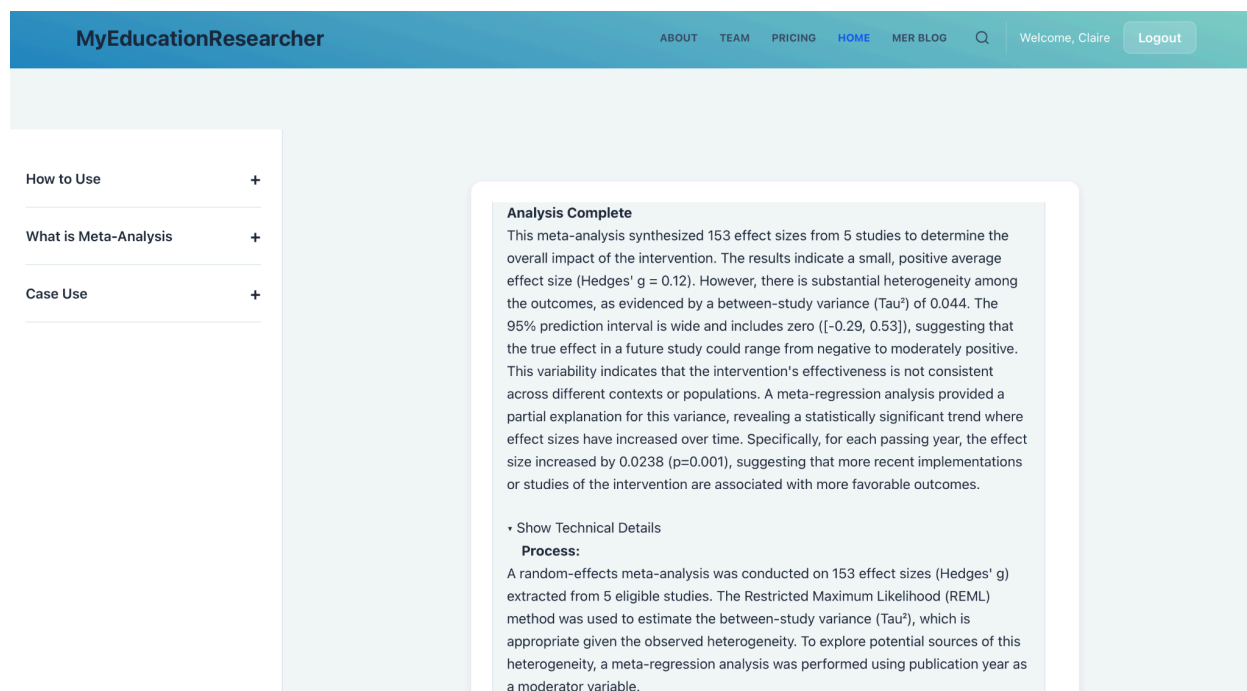 MyEducationResearcher
ABOUT TEAM PRICING HOME MER BLOG Welcome, Claire Logout
How to Use +
What is Meta-Analysis +
Case Use +
Analysis Complete
This meta-analysis synthesized 153 effect sizes from 5 studies to determine the
overall impact of the intervention. The results indicate a small, positive average
effect size (Hedges' g = 0.12). However, there is substantial heterogeneity among
the outcomes, as evidenced by a between-study variance (Tau²) of 0.044. The
95% prediction interval is wide and includes zero ([-0.29, 0.53]), suggesting that
the true effect in a future study could range from negative to moderately positive.
This variability indicates that the intervention's effectiveness is not consistent
across different contexts or populations. A meta-regression analysis provided a
partial explanation for this variance, revealing a statistically significant trend where
effect sizes have increased over time. Specifically, for each passing year, the effect
size increased by 0.0238 (p=0.001), suggesting that more recent implementations
or studies of the intervention are associated with more favorable outcomes.
▾ Show Technical Details
Process:
A random-effects meta-analysis was conducted on 153 effect sizes (Hedges' g)
extracted from 5 eligible studies. The Restricted Maximum Likelihood (REML)
method was used to estimate the between-study variance (Tau²), which is
appropriate given the observed heterogeneity. To explore potential sources of this
heterogeneity, a meta-regression analysis was performed using publication year as
a moderator variable.